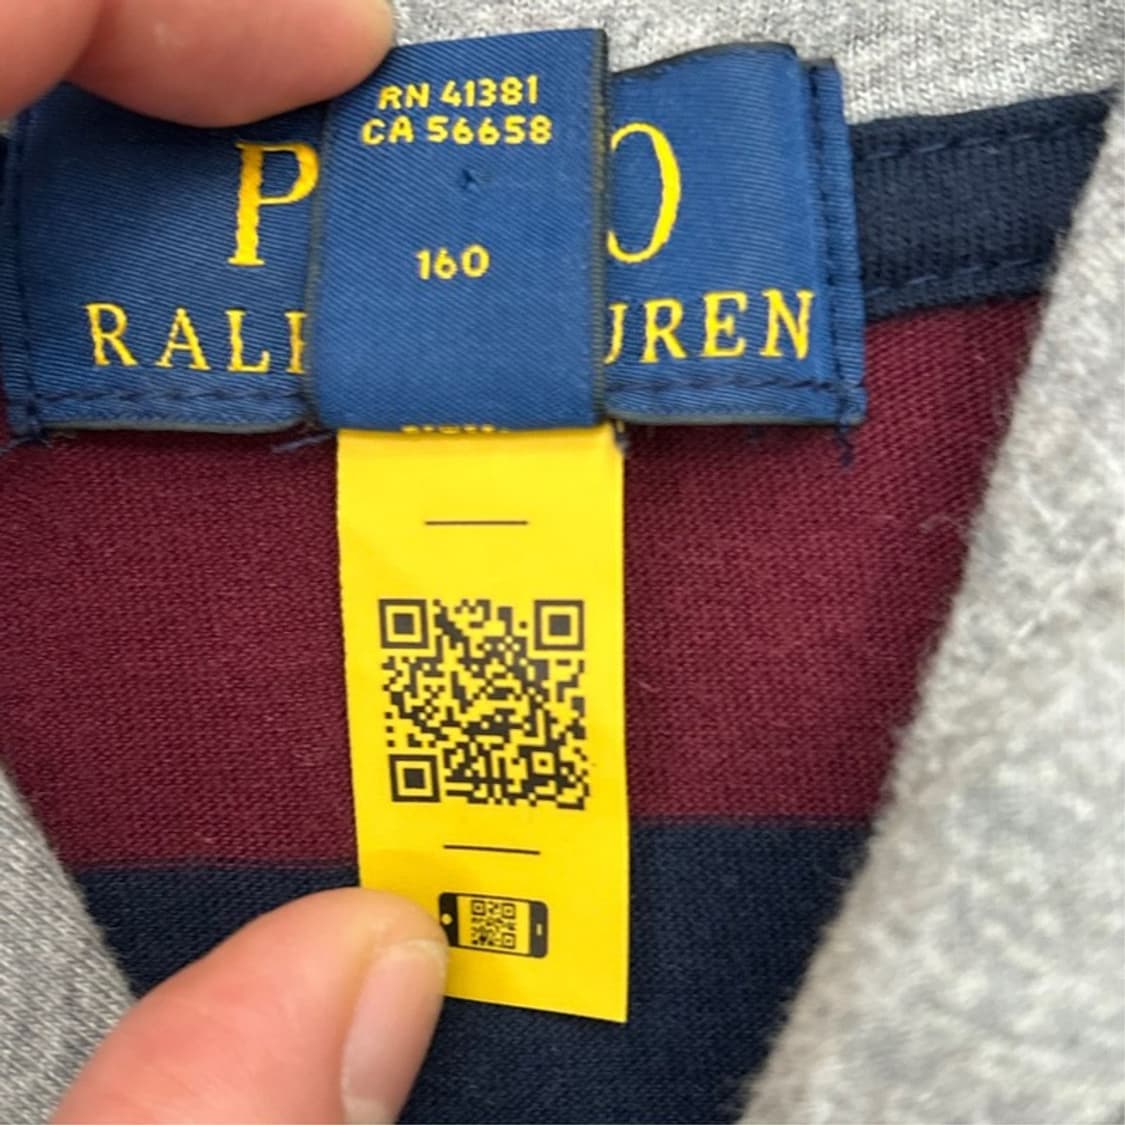 RN 41381
CA 56658
P O
160
RAL UREN